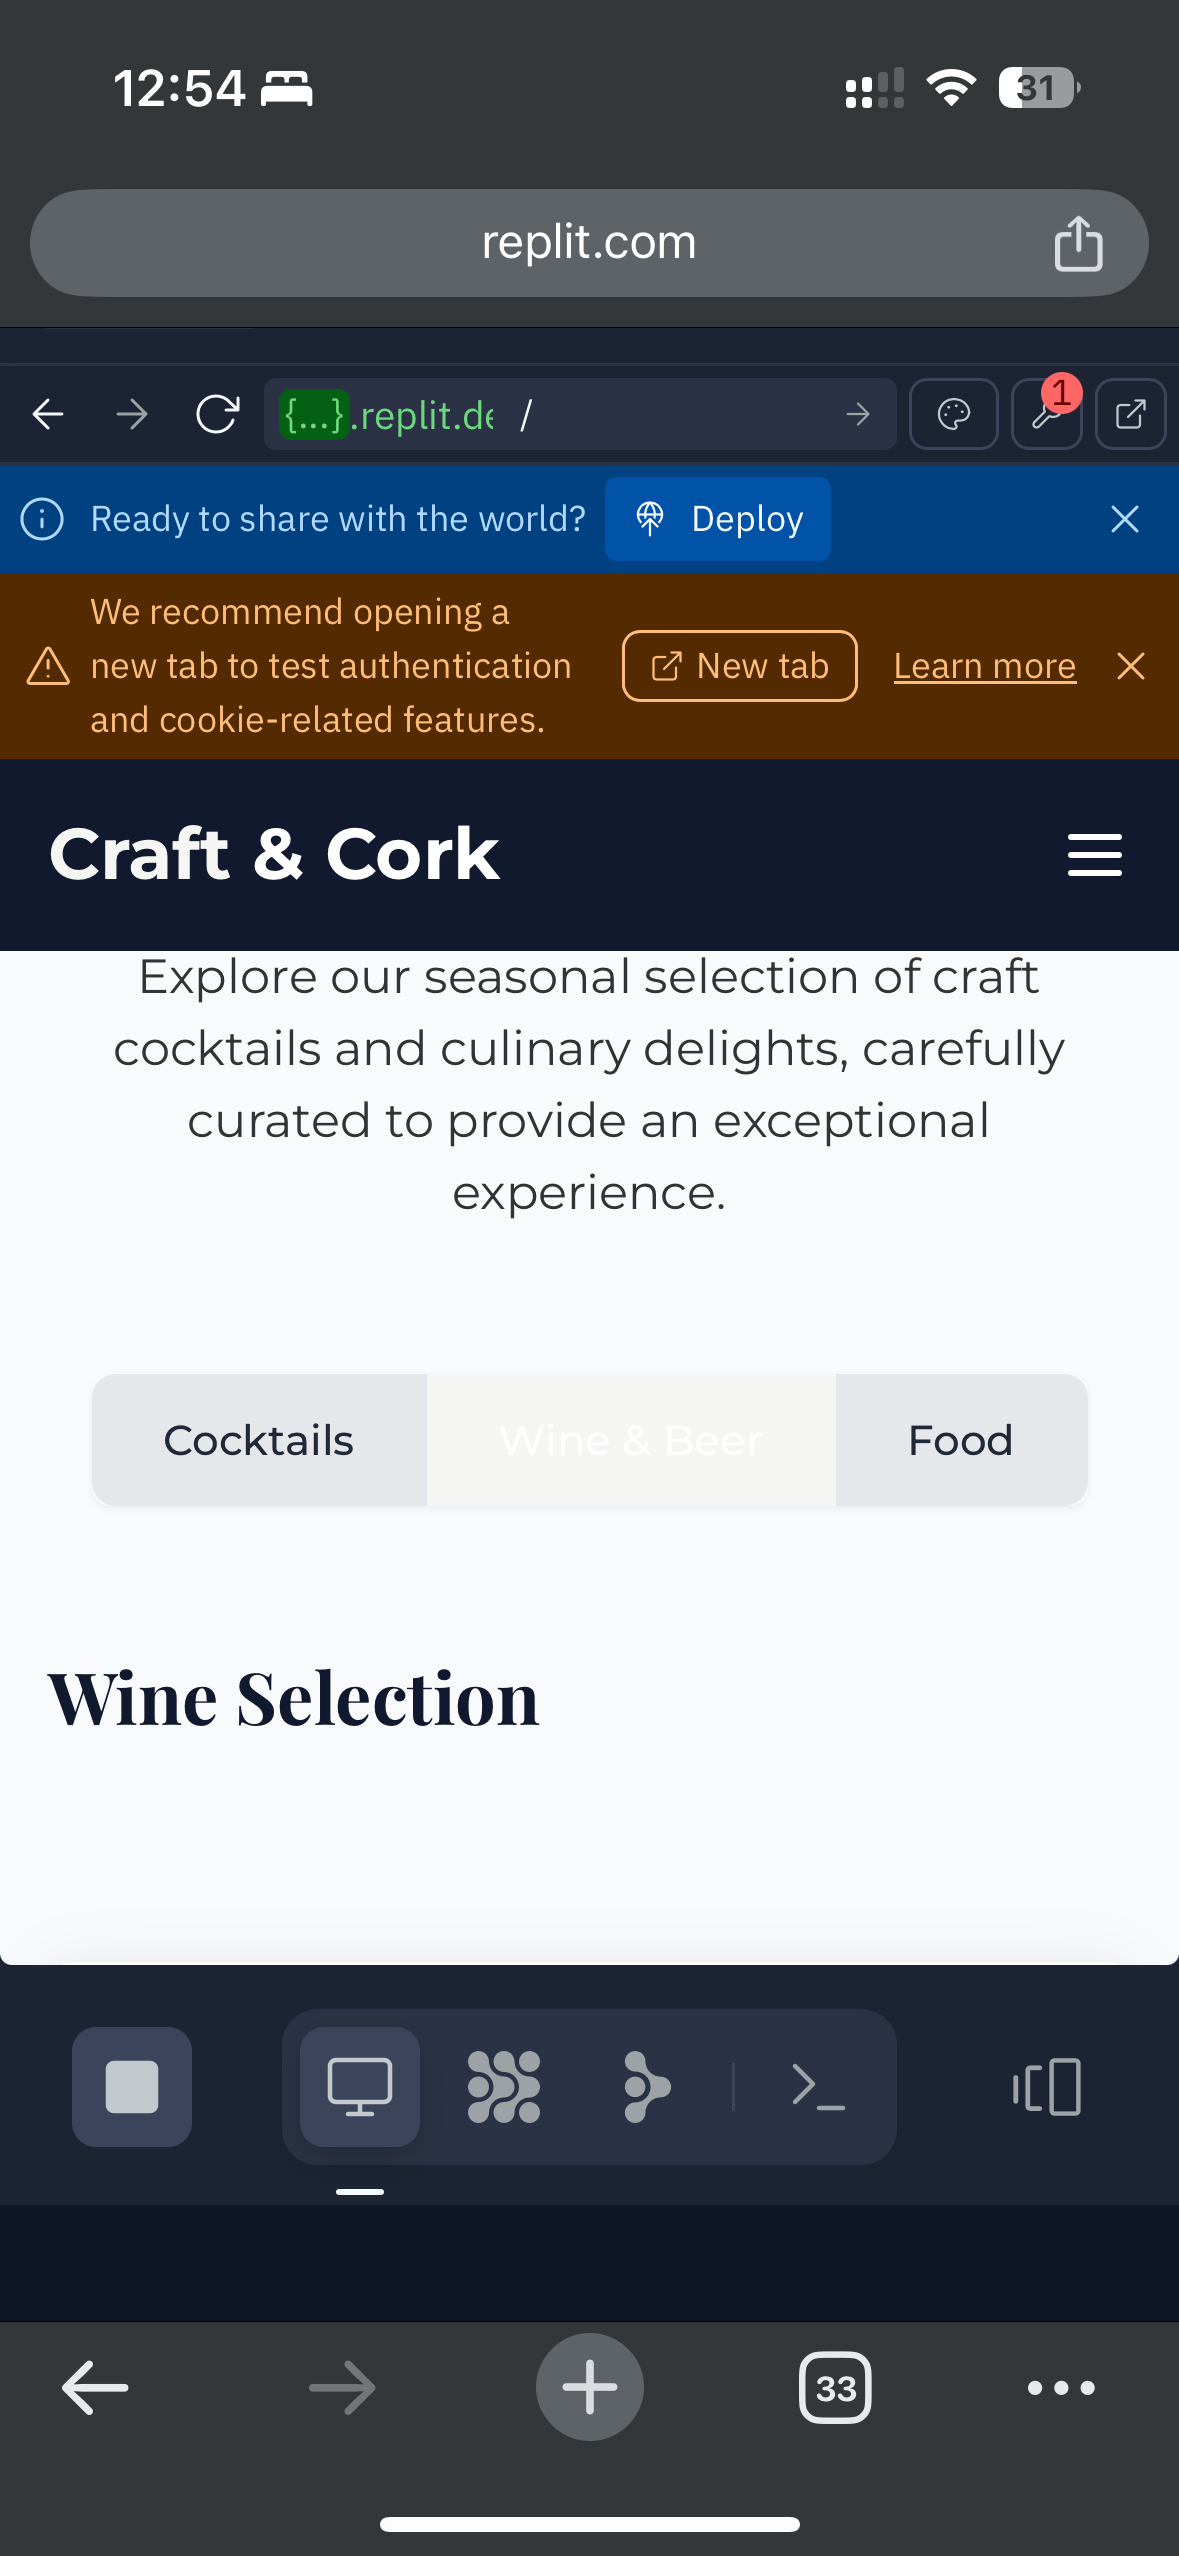 12:54
31
replit.com
{...}.replit.de /
1
Ready to share with the world?
Deploy
We recommend opening a
new tab to test authentication
and cookie-related features.
New tab
Learn more
Craft & Cork
Explore our seasonal selection of craft
cocktails and culinary delights, carefully
curated to provide an exceptional
experience.
Cocktails
Wine & Beer
Food
Wine Selection
33